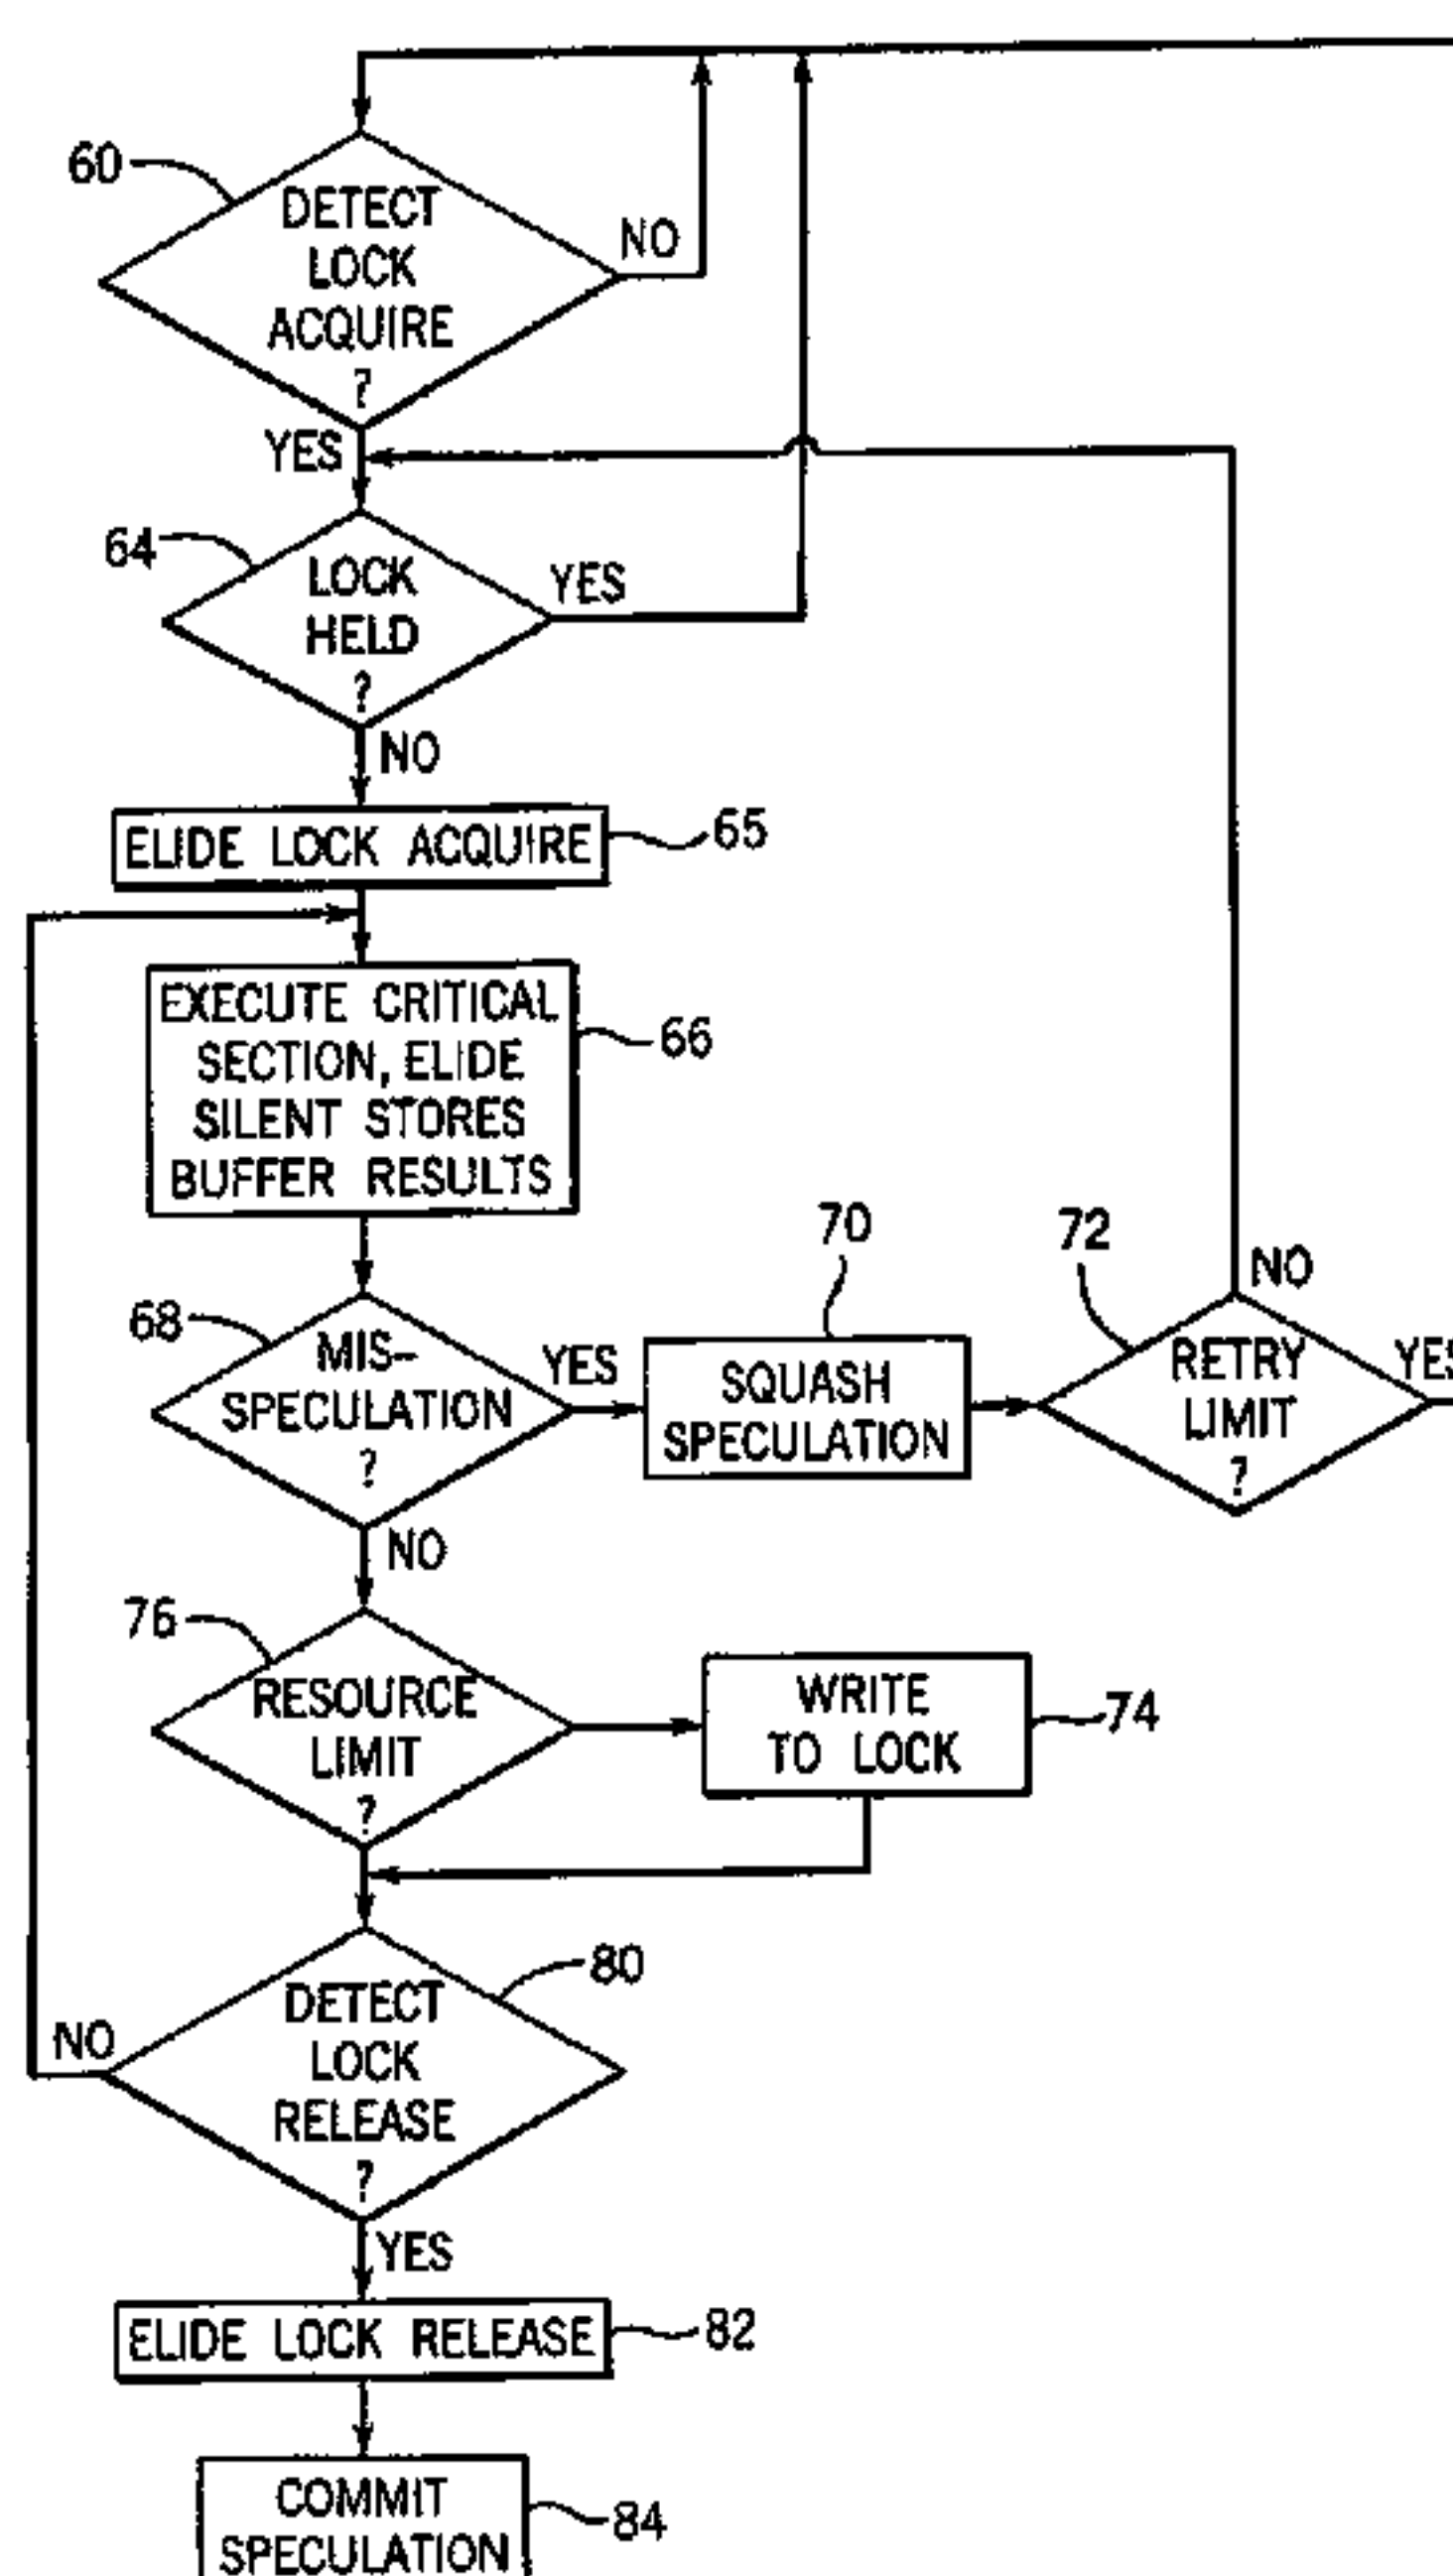 60
DETECT
LOCK
ACQUIRE
?
NO
YES
64
LOCK
HELD
?
YES
NO
ELIDE LOCK ACQUIRE
65
EXECUTE CRITICAL
SECTION, ELIDE
SILENT STORES
BUFFER RESULTS
66
68
MIS-
SPECULATION
?
YES
70
SQUASH
SPECULATION
72
RETRY
LIMIT
?
NO
YES
NO
76
RESOURCE
LIMIT
?
WRITE
TO LOCK
74
80
DETECT
LOCK
RELEASE
?
NO
YES
ELIDE LOCK RELEASE
82
COMMIT
SPECULATION
84